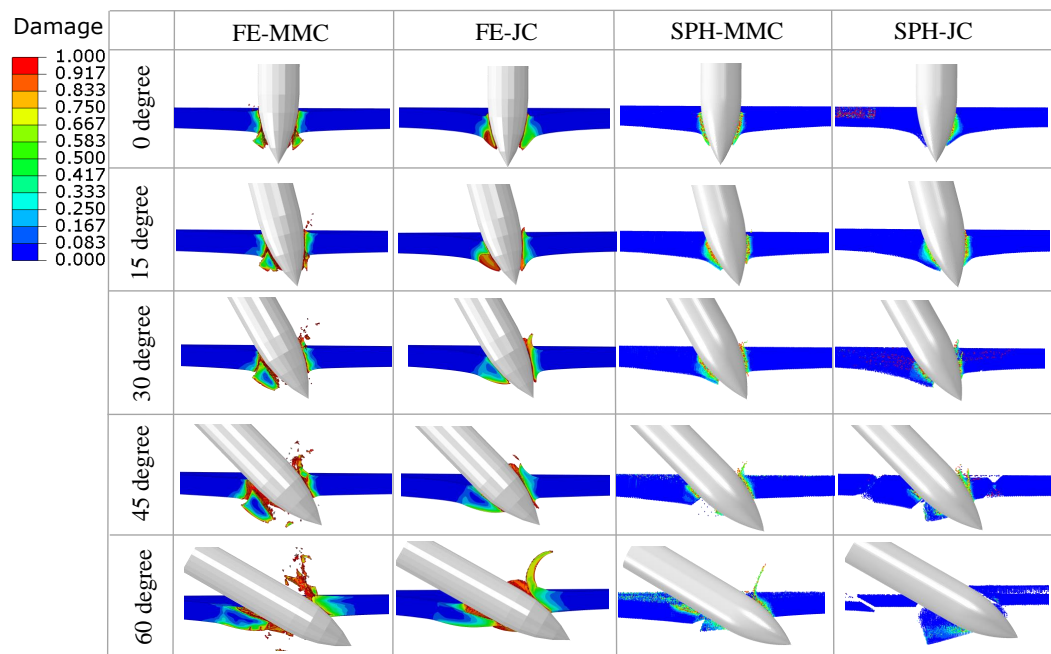 Damage
FE-MMC
FE-JC
SPH-MMC
SPH-JC
1.000
0.917
0.833
0.750
0.667
0.583
0.500
0.417
0.333
0.250
0.167
0.083
0.000
0 degree
15 degree
30 degree
45 degree
60 degree